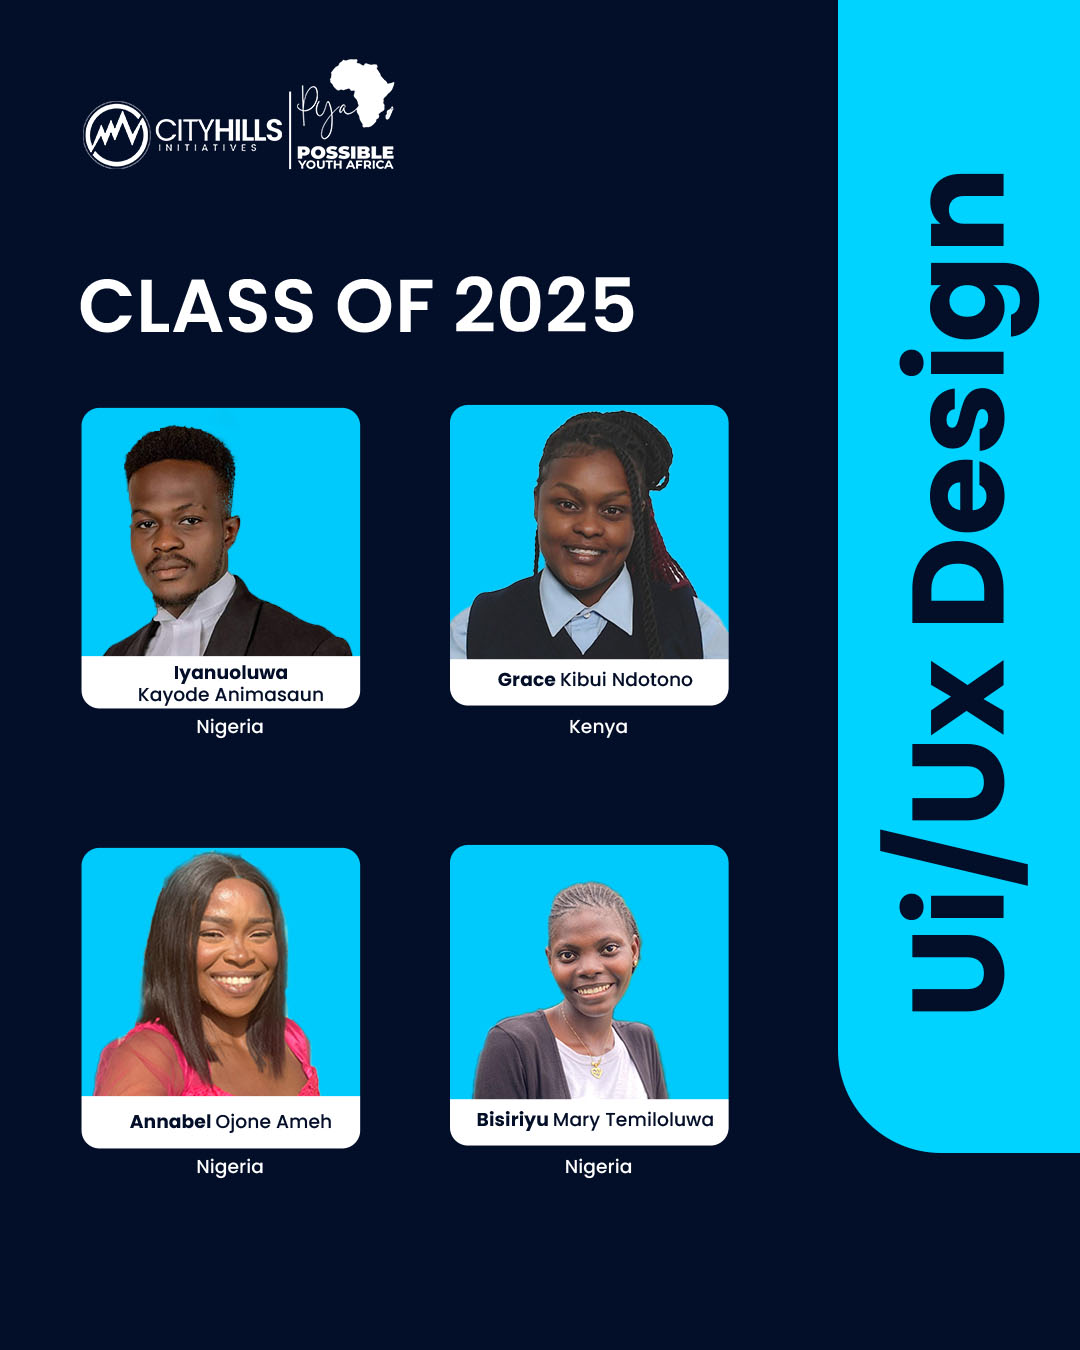 CITYHILLS
INITIATIVES
Pya
POSSIBLE
YOUTH AFRICA
CLASS OF 2025
Iyanuoluwa
Kayode Animasaun
Nigeria
Grace Kibui Ndotono
Kenya
Annabel Ojone Ameh
Nigeria
Bisiriyu Mary Temiloluwa
Nigeria
Ui/Ux Design